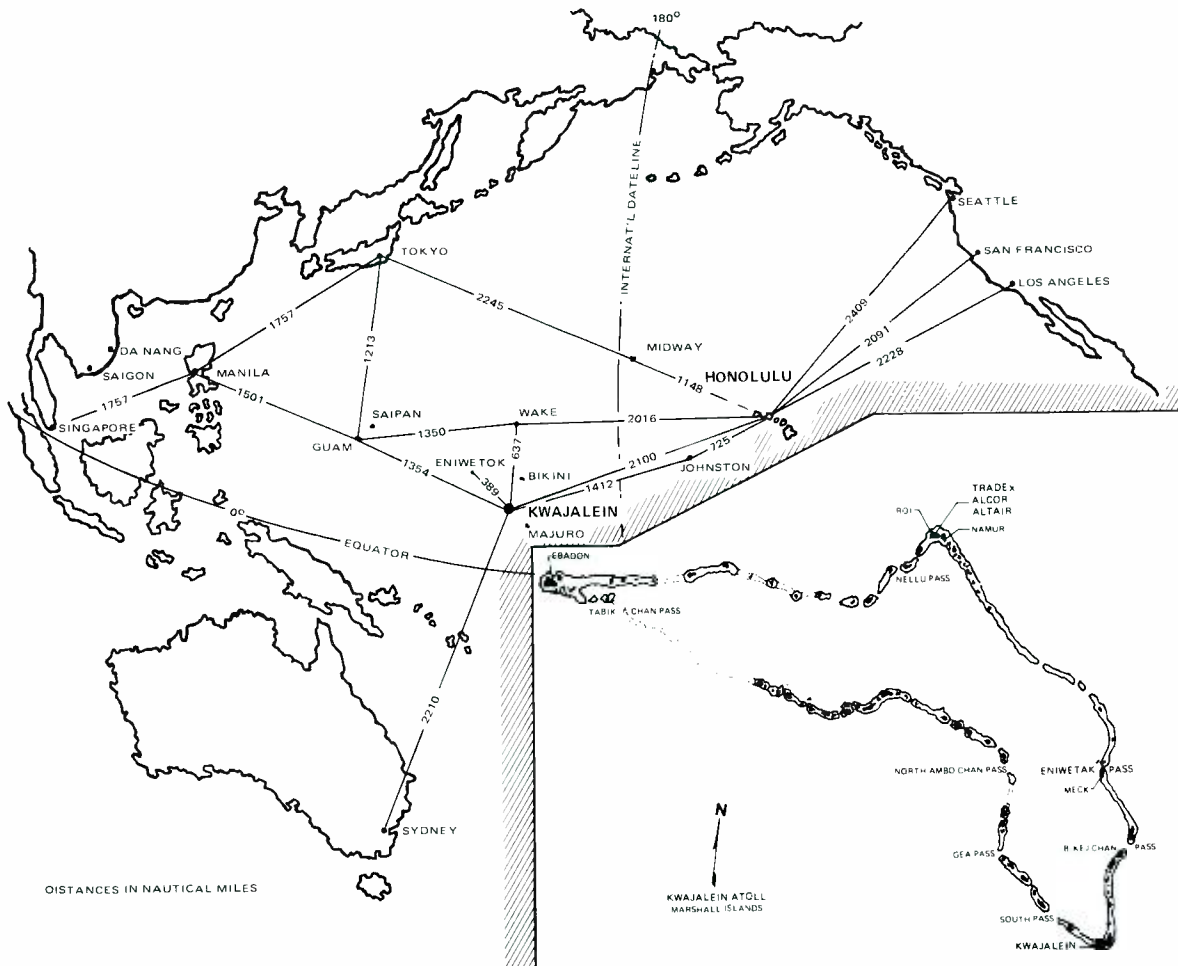 180°
INTERNAT'L DATELINE
SEATTLE
SAN FRANCISCO
LOS ANGELES
TOKYO
2245
2409
2091
2228
1757
1213
DA NANG
SAIGON
MANILA
MIDWAY
1148
HONOLULU
1757
1501
SINGAPORE
SAIPAN
WAKE
2016
GUAM
1350
637
2100
725
ENIWETOK
1354
389
BIKINI
1412
JOHNSTON
KWAJALEIN
MAJURO
0°
EQUATOR
EBADON
TABIK
CHAN PASS
TRADEX
ALCOR
ALTAIR
ROI
NAMUR
NELLU PASS
2210
NORTH AMBO CHAN PASS
ENIWETAK PASS
MECK
SYDNEY
N
GEA PASS
BIKEJ CHAN PASS
DISTANCES IN NAUTICAL MILES
KWAJALEIN ATOLL
MARSHALL ISLANDS
SOUTH PASS
KWAJALEIN